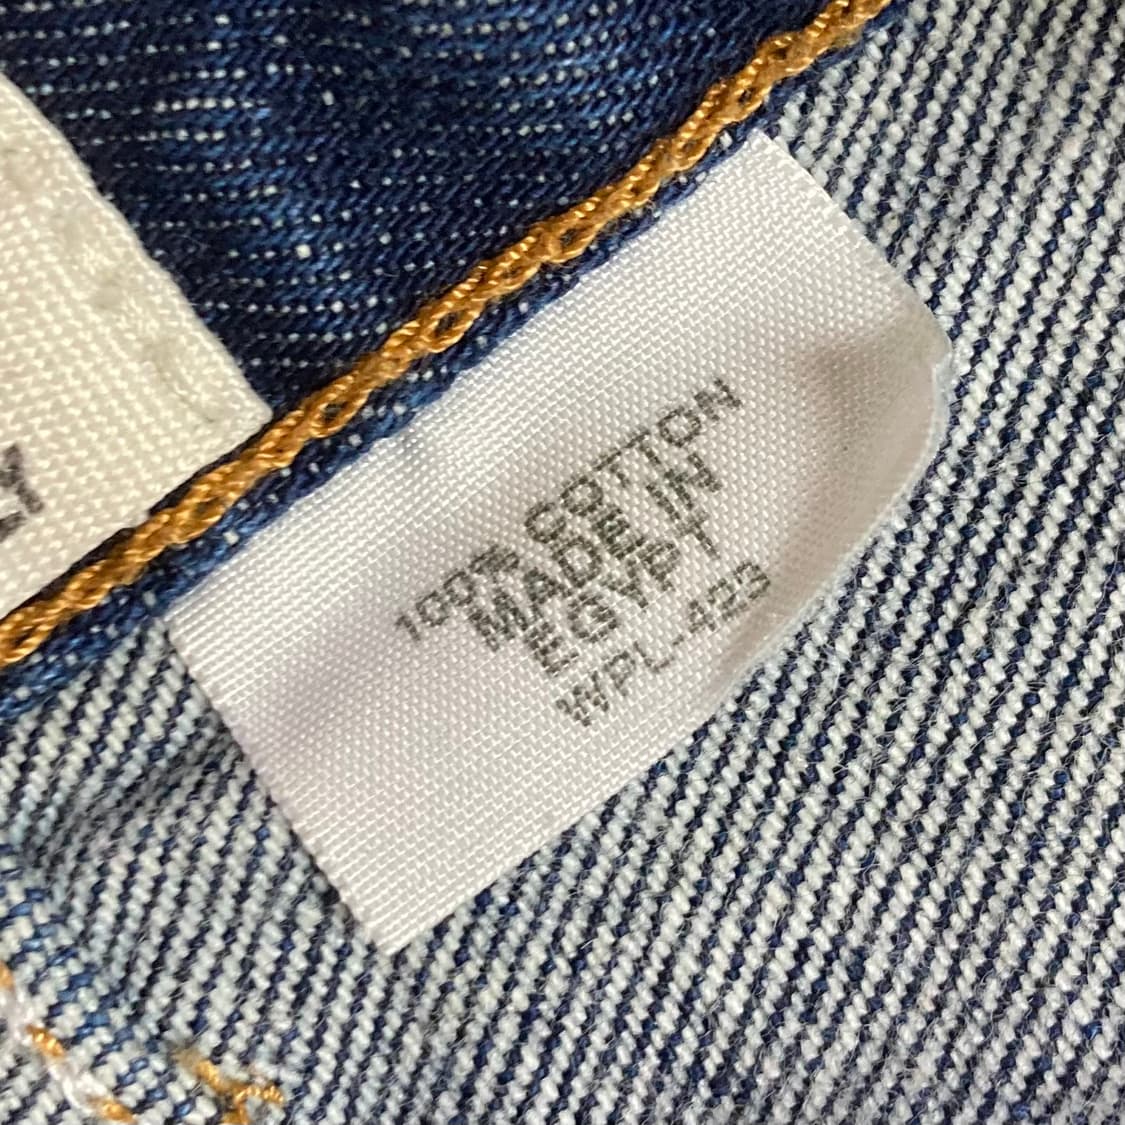 100% COTTON
MADE IN
EGYPT
WPL-423